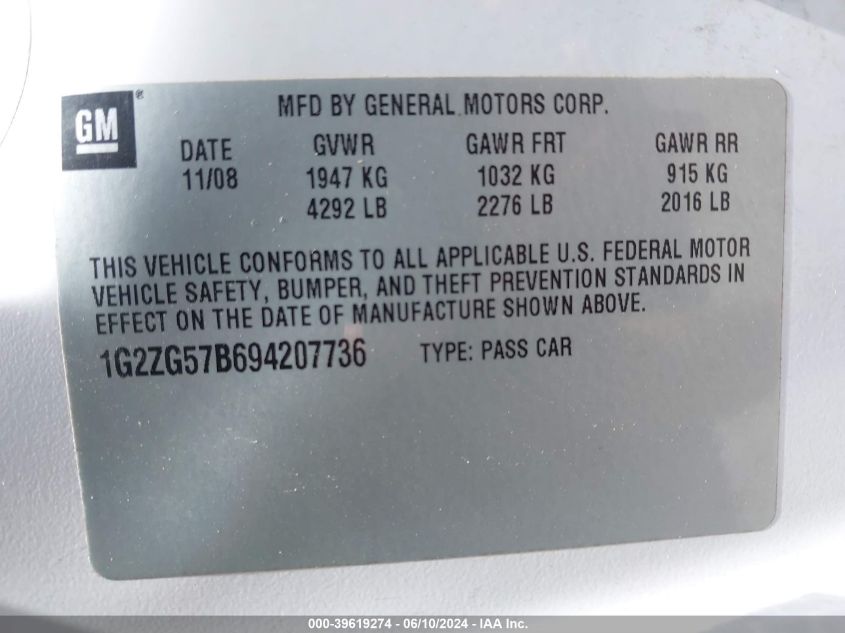 GM®
MFD BY GENERAL MOTORS CORP.
DATE GVWR GAWR FRT GAWR RR
11/08 1947 KG 1032 KG 915 KG
4292 LB 2276 LB 2016 LB
THIS VEHICLE CONFORMS TO ALL APPLICABLE U.S. FEDERAL MOTOR
VEHICLE SAFETY, BUMPER, AND THEFT PREVENTION STANDARDS IN
EFFECT ON THE DATE OF MANUFACTURE SHOWN ABOVE.
1G2ZG57B694207736 TYPE: PASS CAR
000-39619274 - 06/10/2024 - IAA Inc.